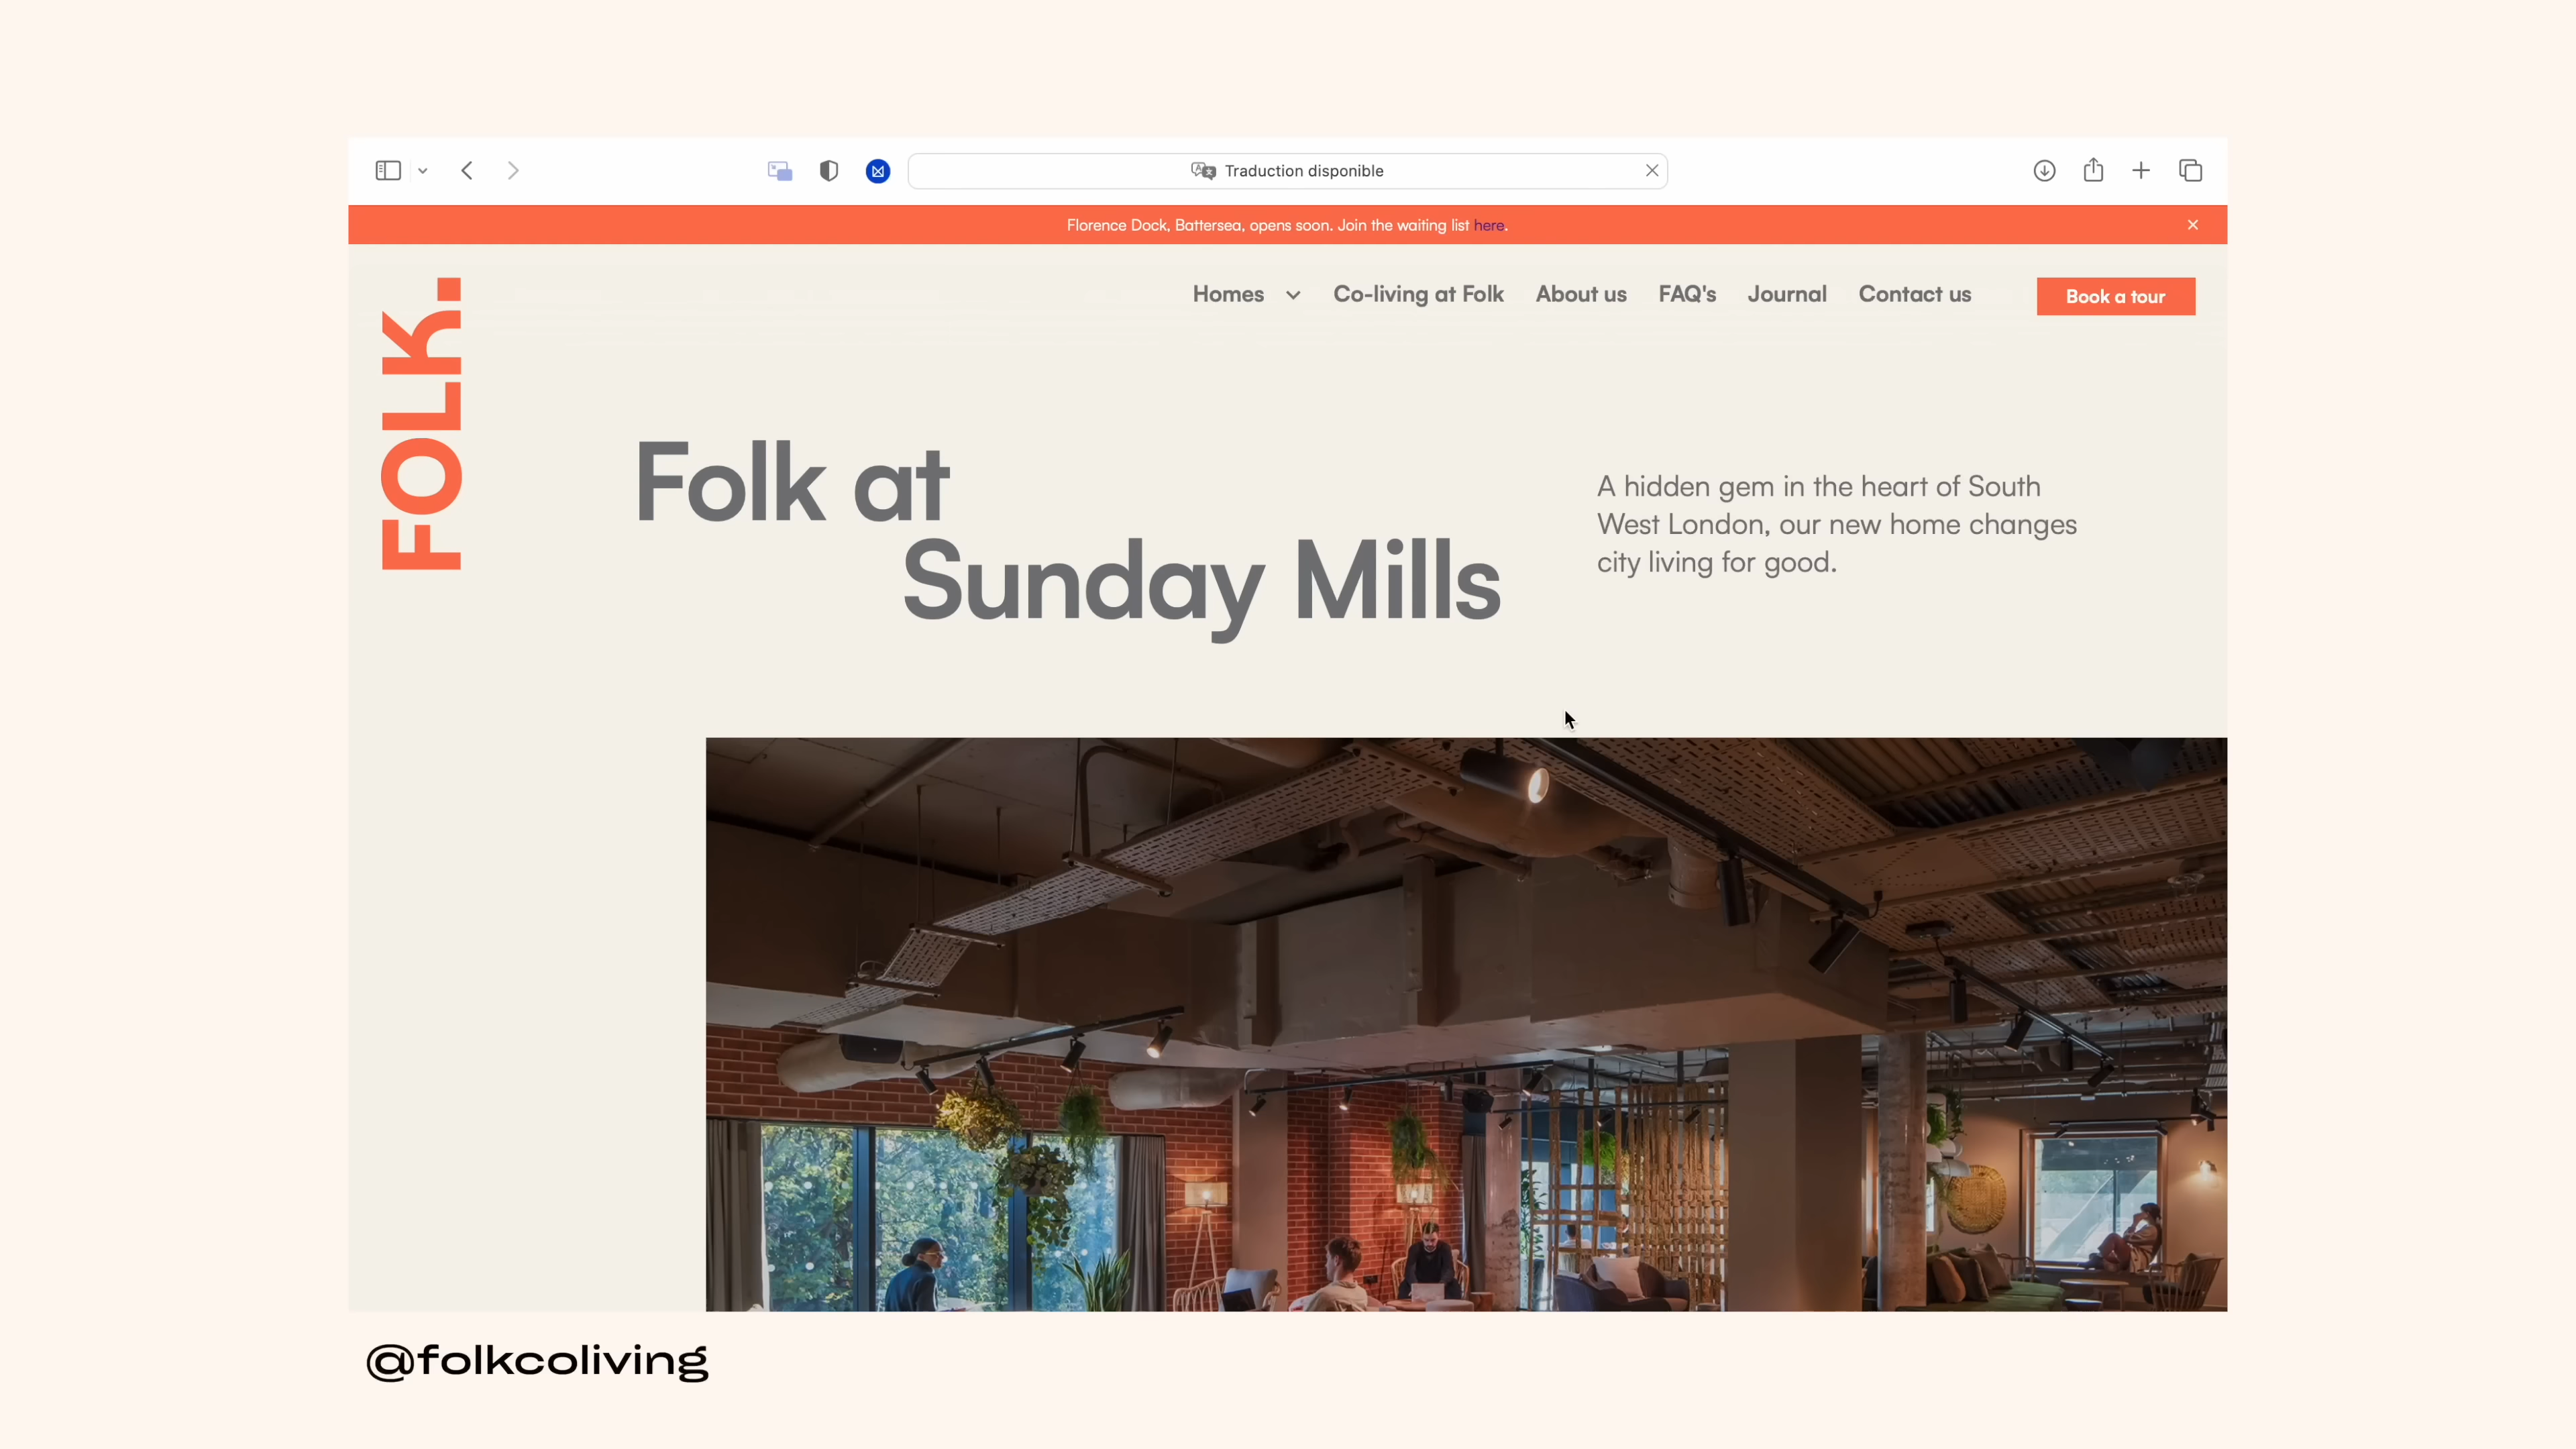 Traduction disponible
Florence Dock, Battersea, opens soon. Join the waiting list here.
FOLK.
Homes Co-living at Folk About us FAQ's Journal Contact us Book a tour
Folk at
Sunday Mills
A hidden gem in the heart of South
West London, our new home changes
city living for good.
@folkcoliving